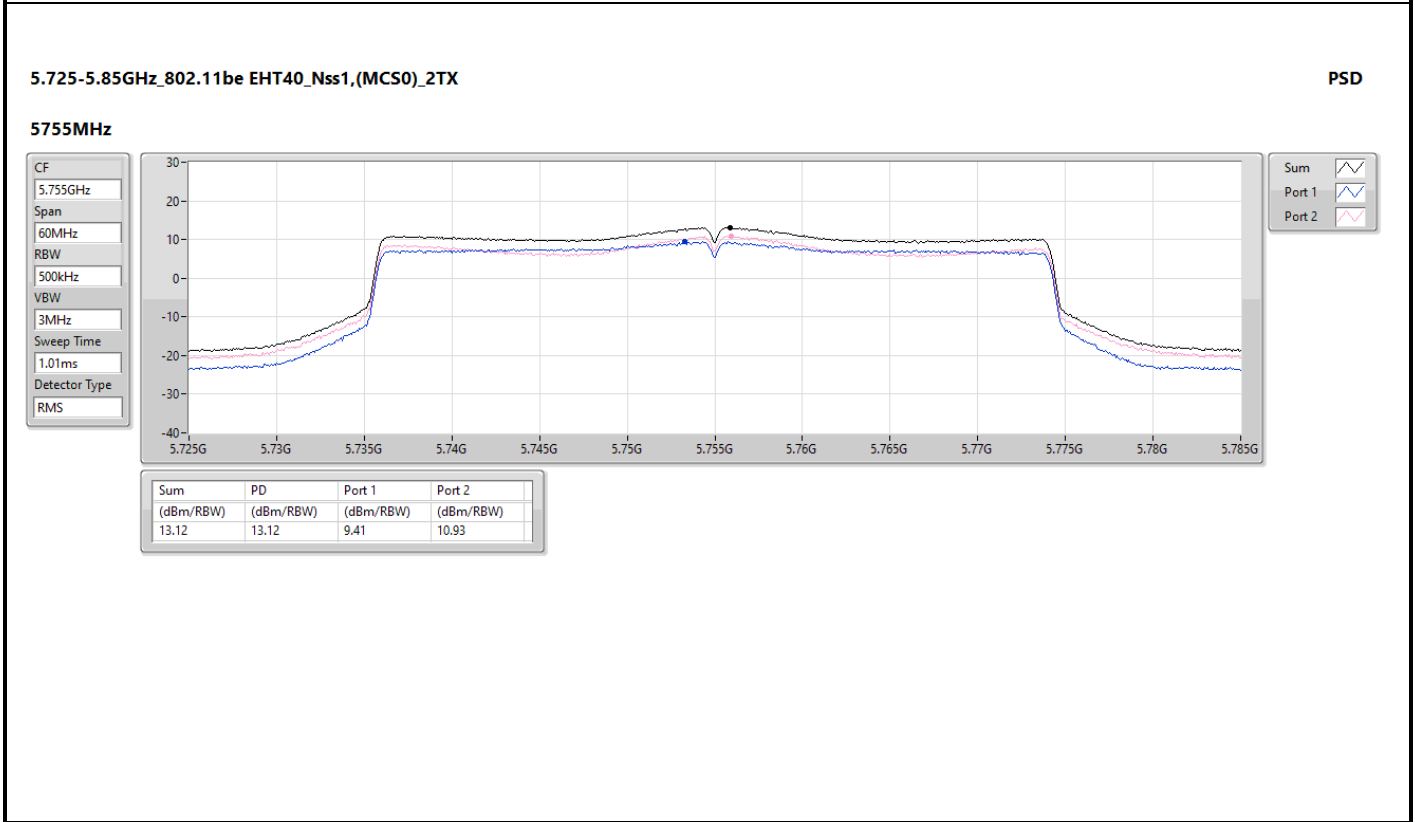 5.725-5.85GHz_802.11be EHT40_Nss1,(MCS0)_2TX PSD
5755MHz
CF
5.755GHz
Span
60MHz
RBW
500kHz
VBW
3MHz
Sweep Time
1.01ms
Detector Type
RMS
30
20
10
0
-10
-20
-30
-40
5.725G 5.73G 5.735G 5.74G 5.745G 5.75G 5.755G 5.76G 5.765G 5.77G 5.775G 5.78G 5.785G
Sum
Port 1
Port 2
Sum PD Port 1 Port 2
(dBm/RBW) (dBm/RBW) (dBm/RBW) (dBm/RBW)
13.12 13.12 9.41 10.93